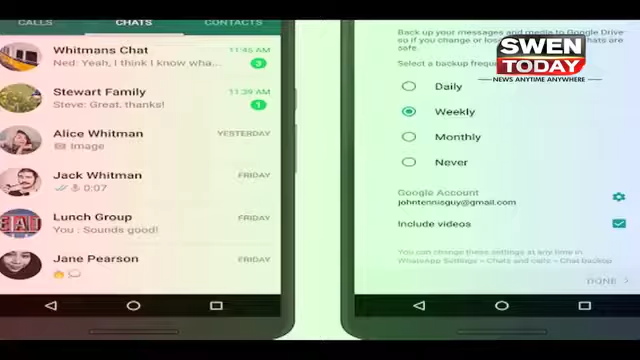 CALLS
CHATS
CONTACTS
Whitmans Chat
11:45 AM
Ned: Yeah, I think I know wha...
3
Stewart Family
11:39 AM
Steve: Great, thanks!
1
Alice Whitman
YESTERDAY
Image
Jack Whitman
FRIDAY
0:07
Lunch Group
FRIDAY
You : Sounds good!
EAT
Jane Pearson
FRIDAY
Back up your messages and media to Google Drive
so if you change or lose
chats are
safe.
Select a backup
Daily
Weekly
Monthly
Never
Google Account
johntennisguy@gmail.com
Include videos
You can change these settings at any time in
WhatsApp Settings > Chats and calls > Chat backup
DONE
SWEN
TODAY
NEWS ANYTIME ANYWHERE